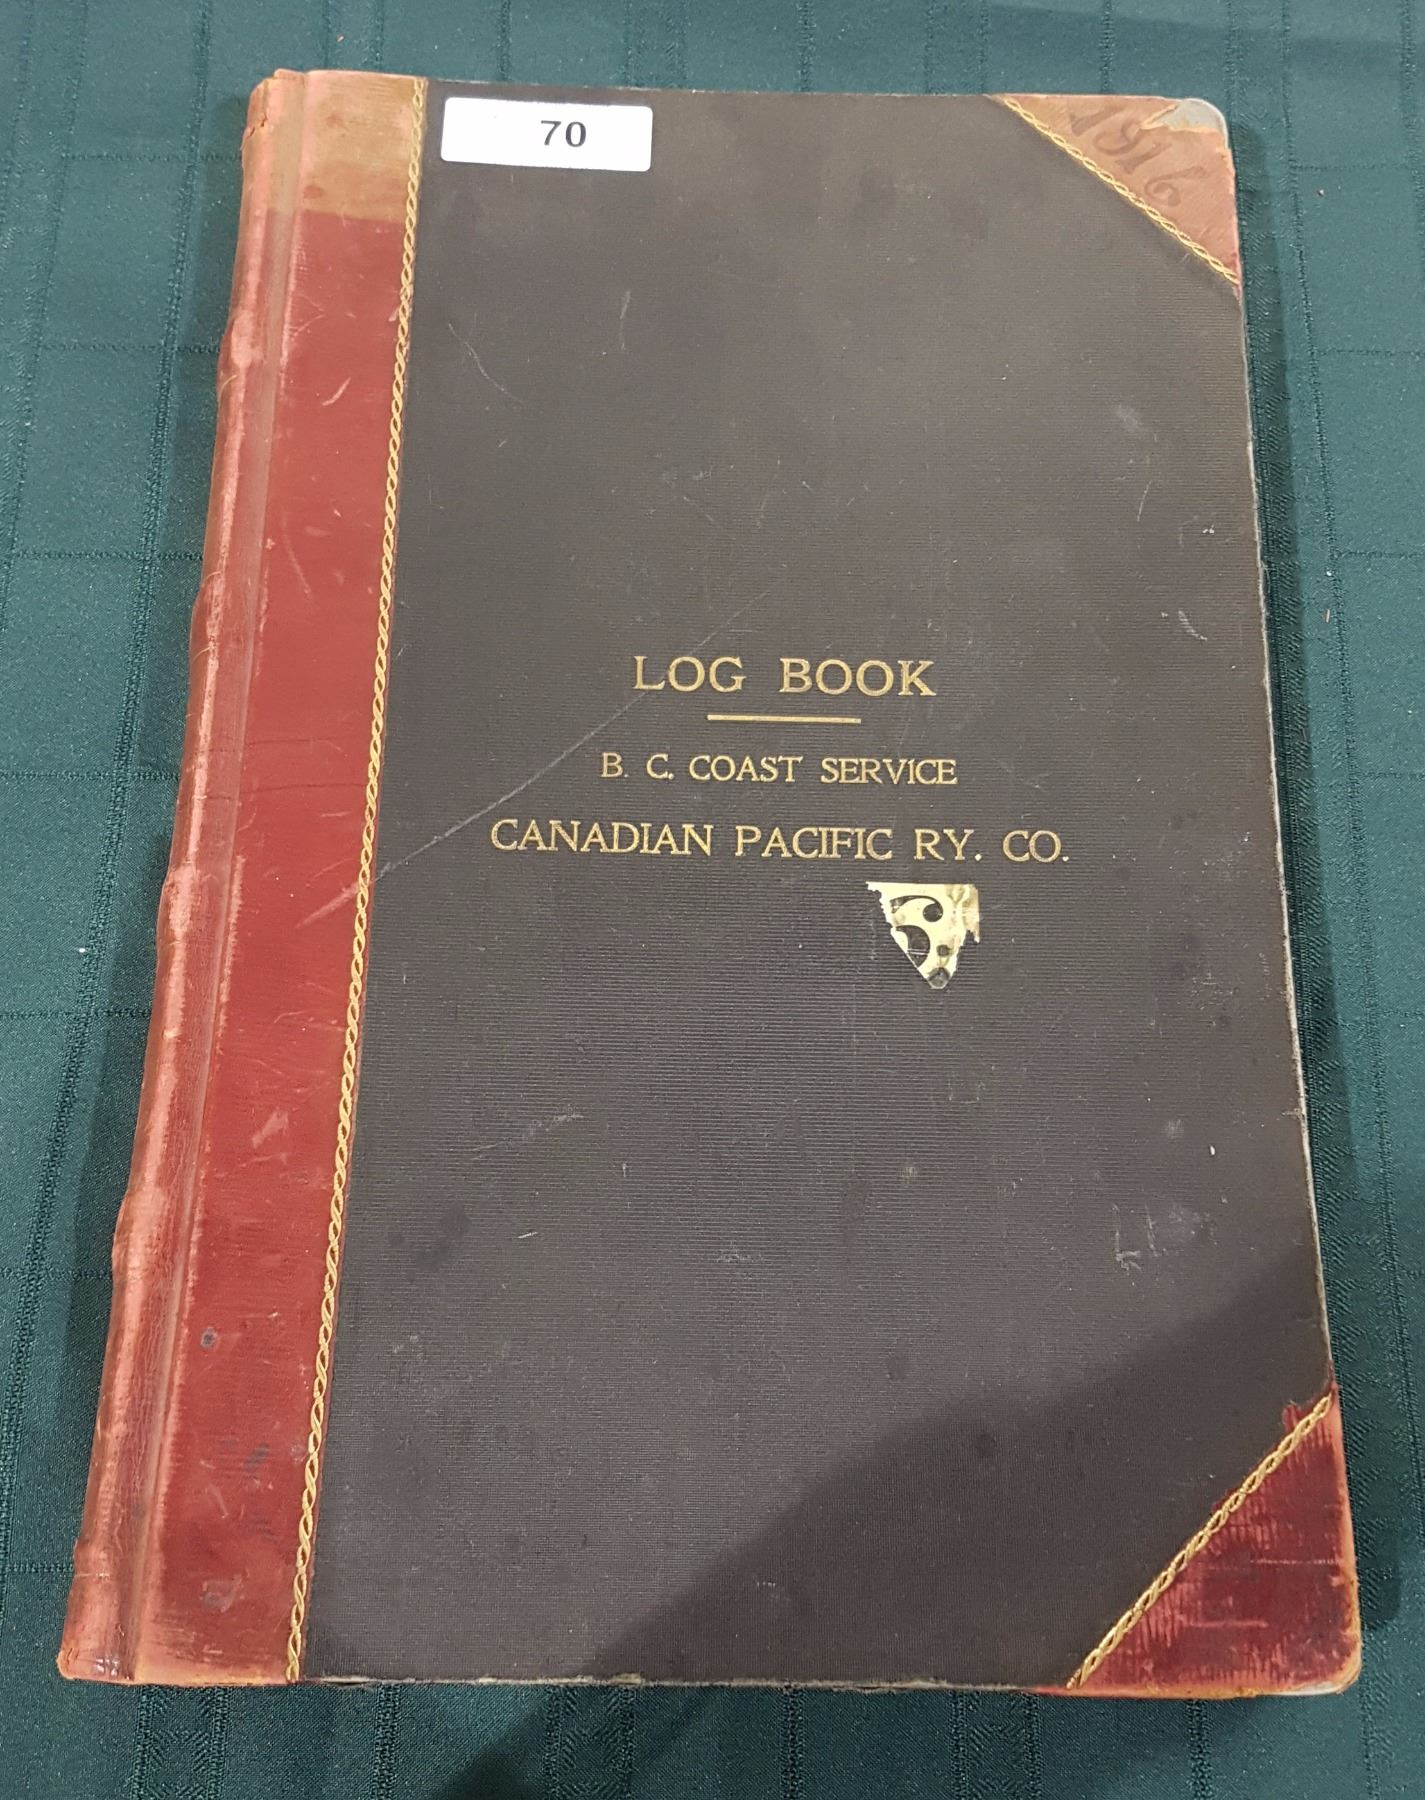 70
1916
LOG BOOK
B. C. COAST SERVICE
CANADIAN PACIFIC RY. CO.